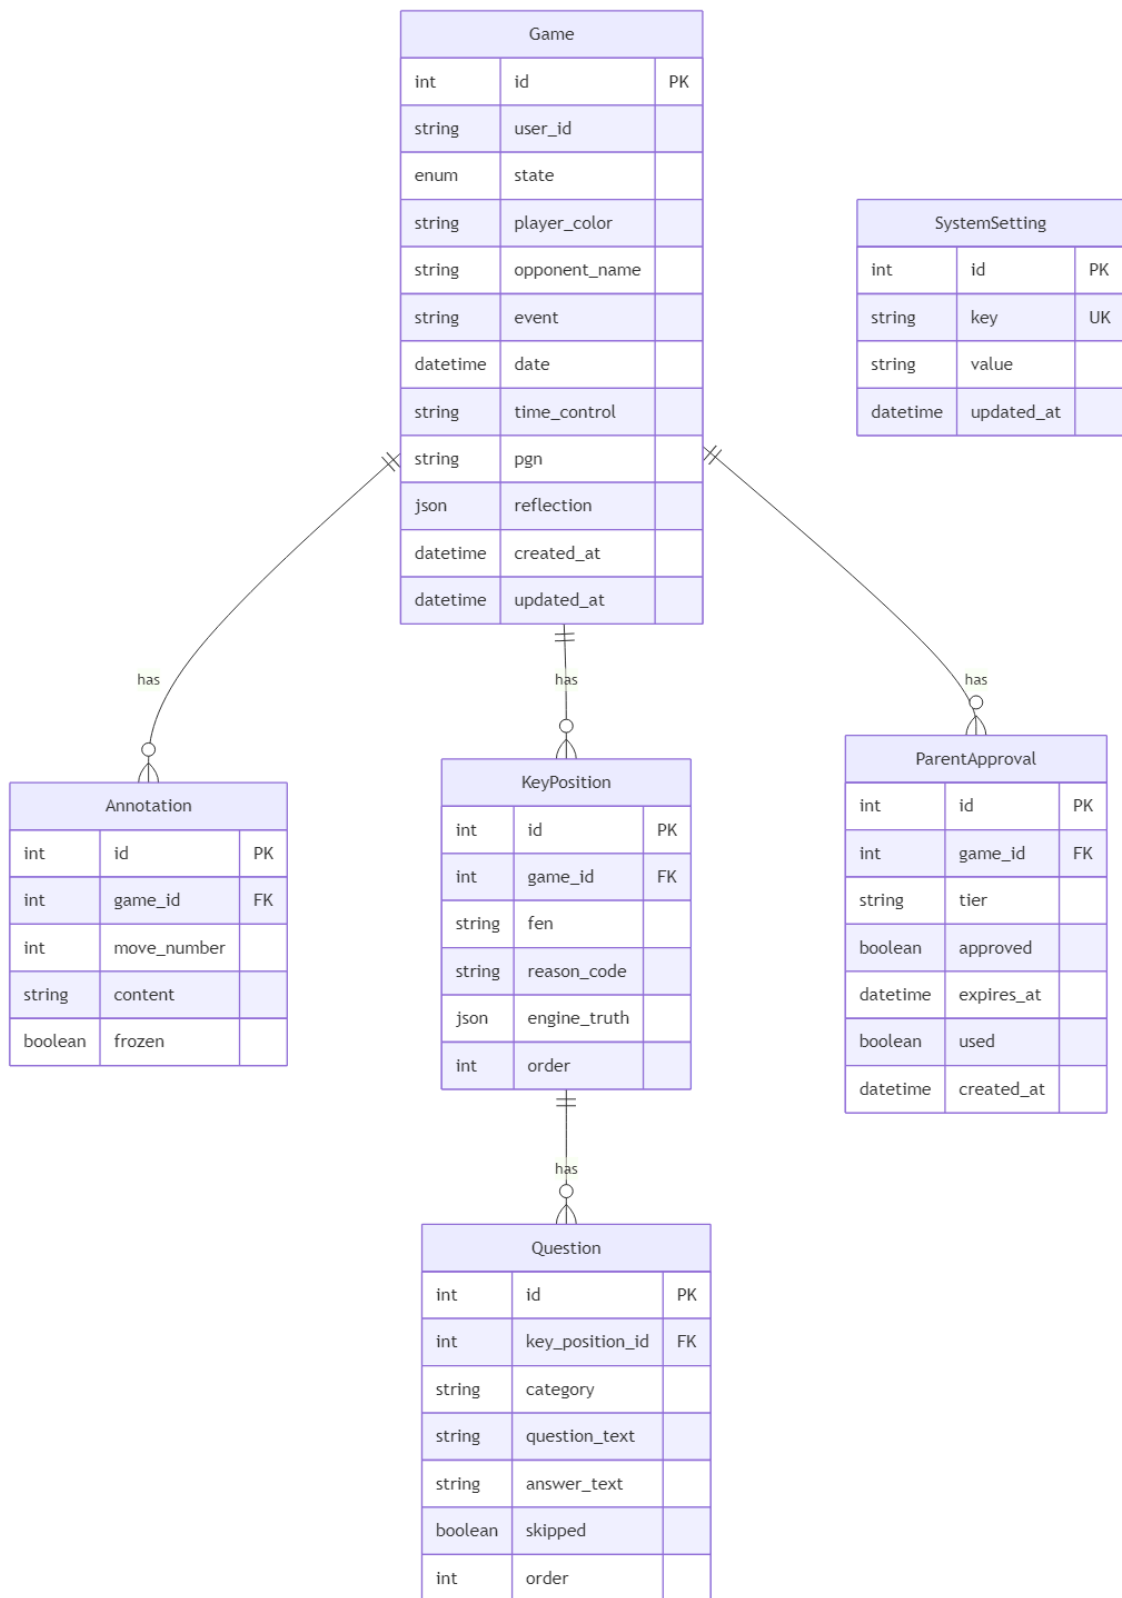 Game
int id PK
string user_id
enum state
string player_color
string opponent_name
string event
datetime date
string time_control
string pgn
json reflection
datetime created_at
datetime updated_at
SystemSetting
int id PK
string key UK
string value
datetime updated_at
has
has
has
Annotation
int id PK
int game_id FK
int move_number
string content
boolean frozen
KeyPosition
int id PK
int game_id FK
string fen
string reason_code
json engine_truth
int order
ParentApproval
int id PK
int game_id FK
string tier
boolean approved
datetime expires_at
boolean used
datetime created_at
has
Question
int id PK
int key_position_id FK
string category
string question_text
string answer_text
boolean skipped
int order